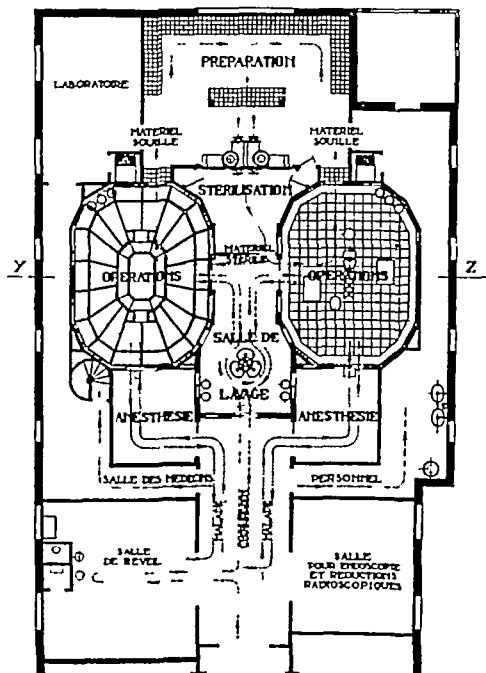 PREPARATION
LABORATOIRE
MATERIEL
SOUILLE
MATERIEL
SOUILLE
STERILISATION
MATERIEL
STERILE
Y
OPERATIONS
OPERATIONS
Z
SALLE DE
LAVAGE
ANESTHESIE
ANESTHESIE
SALLE DES MEDECINS
PERSONNEL
MALADE
MALADE
SALLE
DE REVEIL
SALLE
POUR ENDOSCOPIE
ET REDUCTIONS
RADIOSCOPIQUES